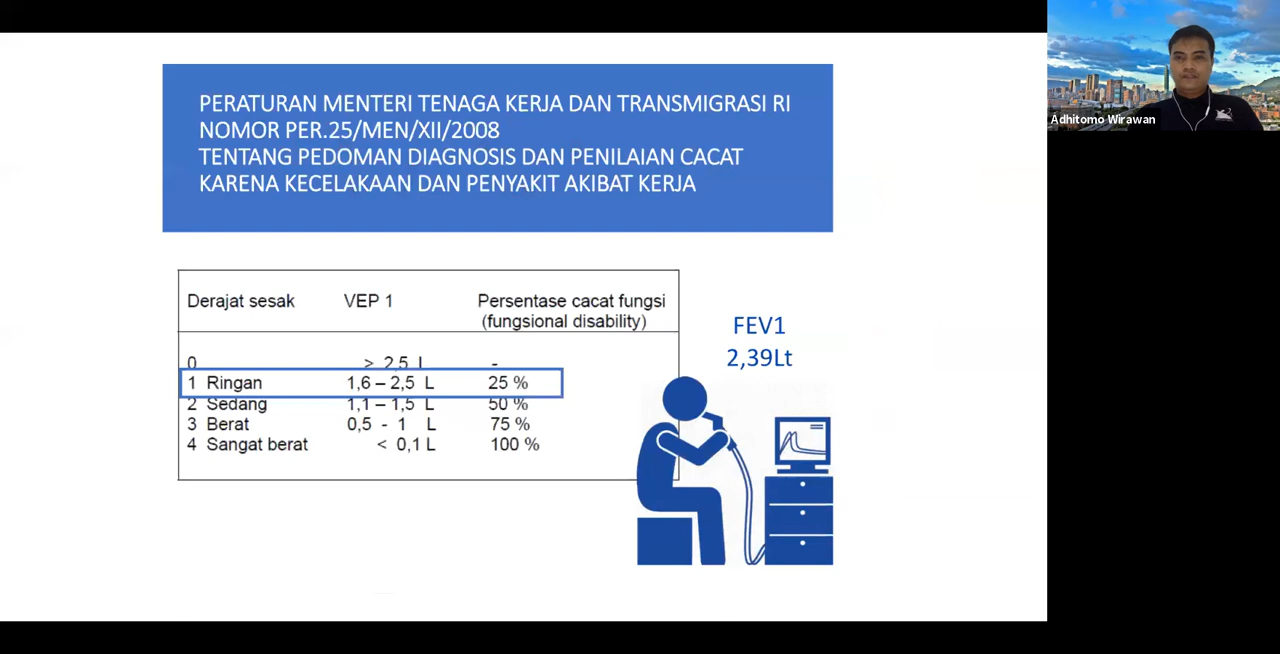 PERATURAN MENTERI TENAGA KERJA DAN TRANSMIGRASI RI
NOMOR PER.25/MEN/XII/2008
TENTANG PEDOMAN DIAGNOSIS DAN PENILAIAN CACAT
KARENA KECELAKAAN DAN PENYAKIT AKIBAT KERJA
Adhitomo Wirawan
Derajat sesak VEP 1 Persentase cacat fungsi
(fungsional disability)
0 > 2,5 L -
1 Ringan 1,6 – 2,5 L 25 %
2 Sedang 1,1 – 1,5 L 50 %
3 Berat 0,5 - 1 L 75 %
4 Sangat berat < 0,1 L 100 %
FEV1
2,39Lt